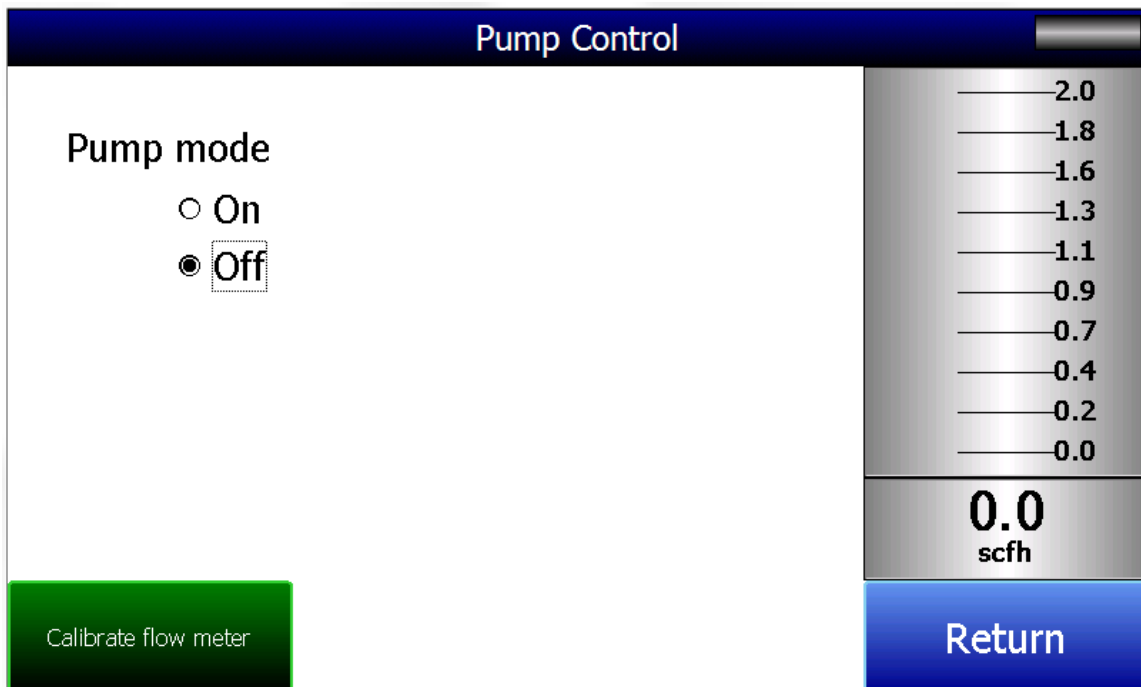 Pump Control
Pump mode
On
Off
2.0
1.8
1.6
1.3
1.1
0.9
0.7
0.4
0.2
0.0
0.0
scfh
Calibrate flow meter
Return